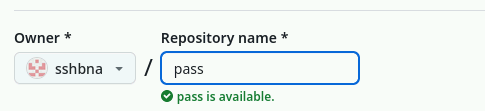 Owner *
Repository name *
sshbna / pass
pass is available.